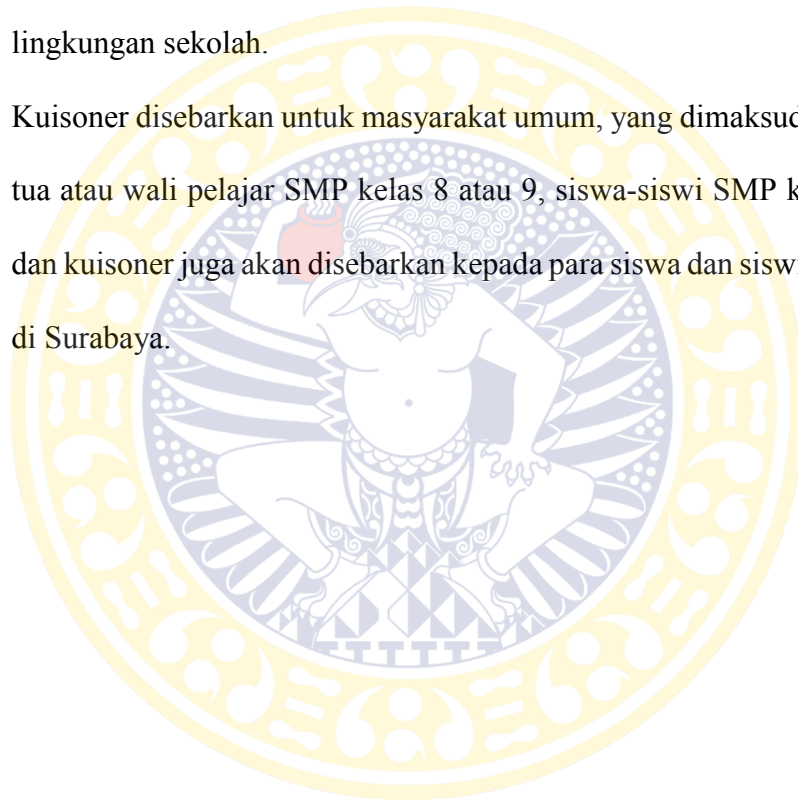 lingkungan sekolah.
Kuisoner disebarkan untuk masyarakat umum, yang dimaksud
tua atau wali pelajar SMP kelas 8 atau 9, siswa-siswi SMP
dan kuisoner juga akan disebarkan kepada para siswa dan
di Surabaya.